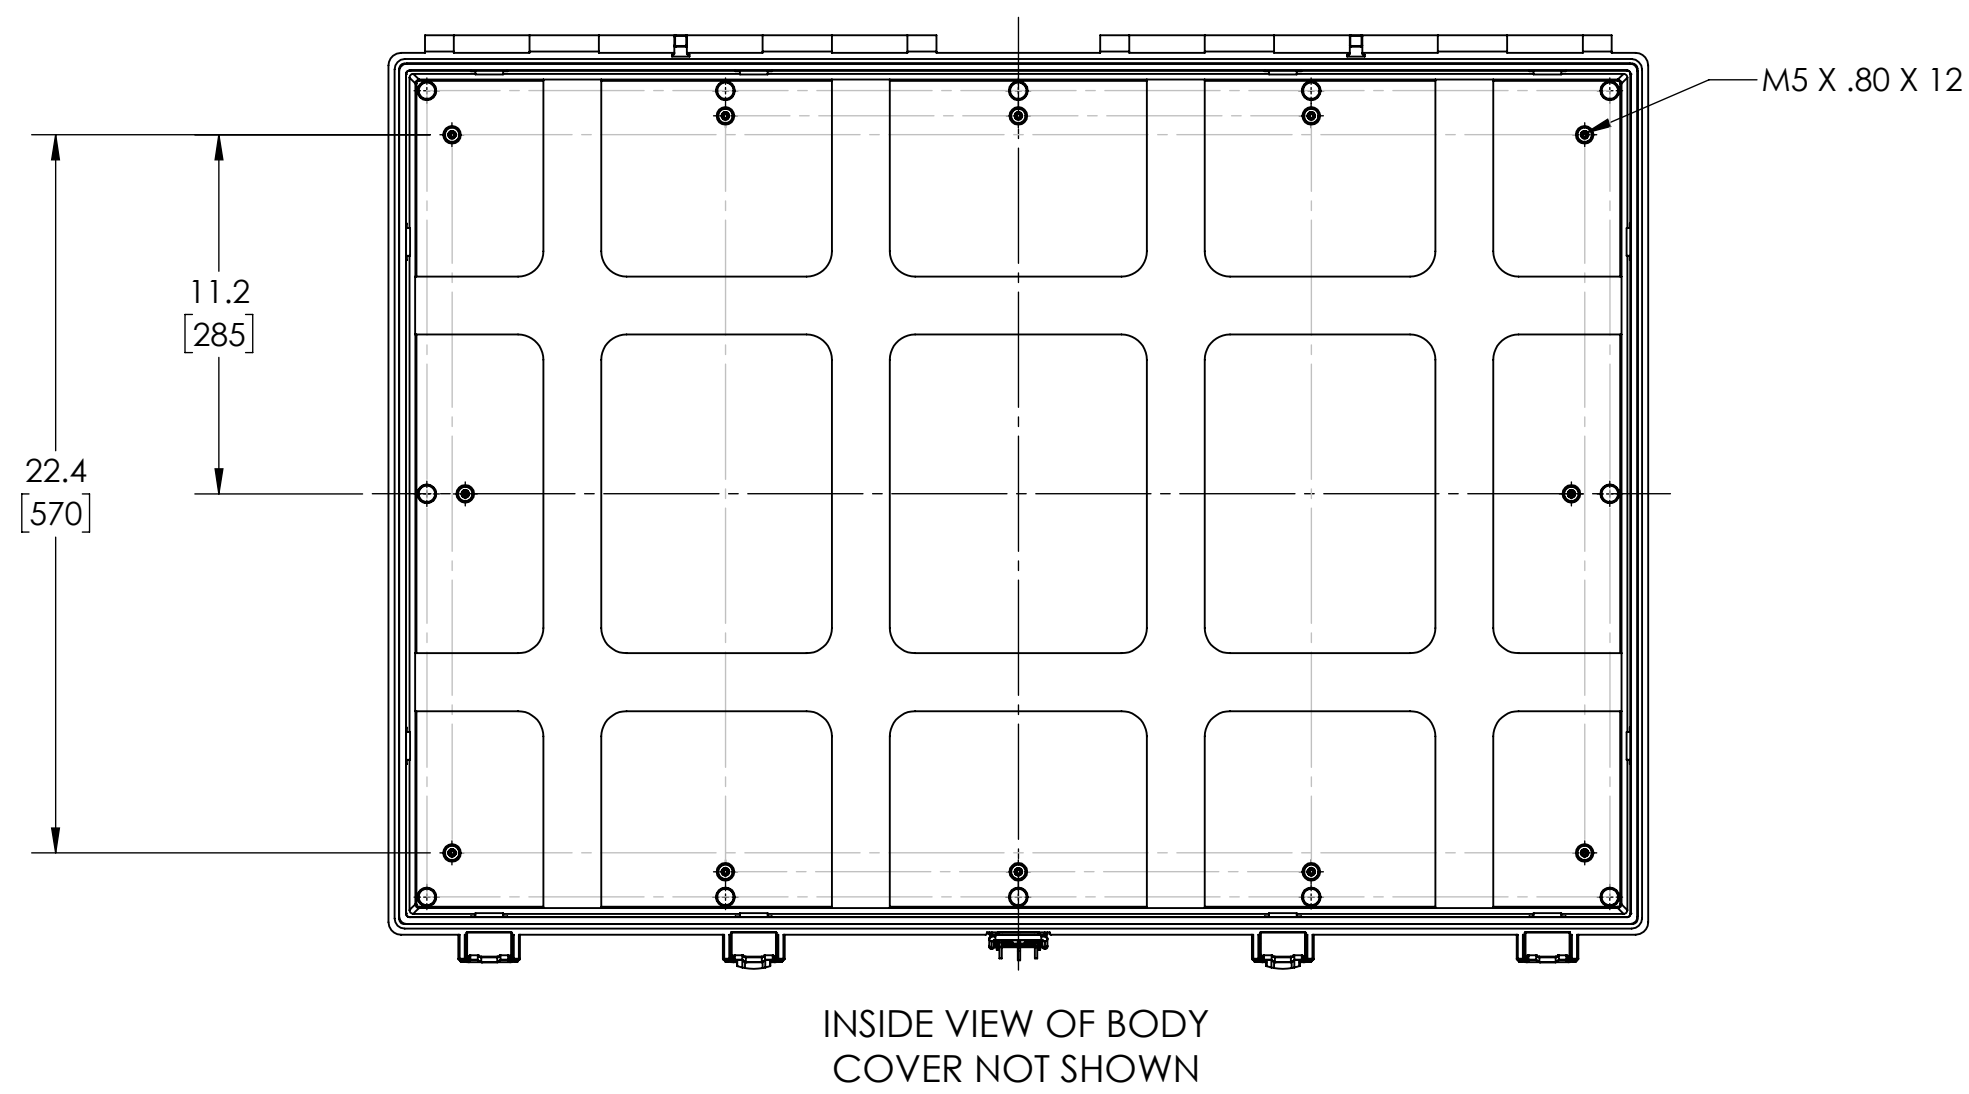 M5 X .80 X 12
11.2
[285]
22.4
[570]
INSIDE VIEW OF BODY
COVER NOT SHOWN